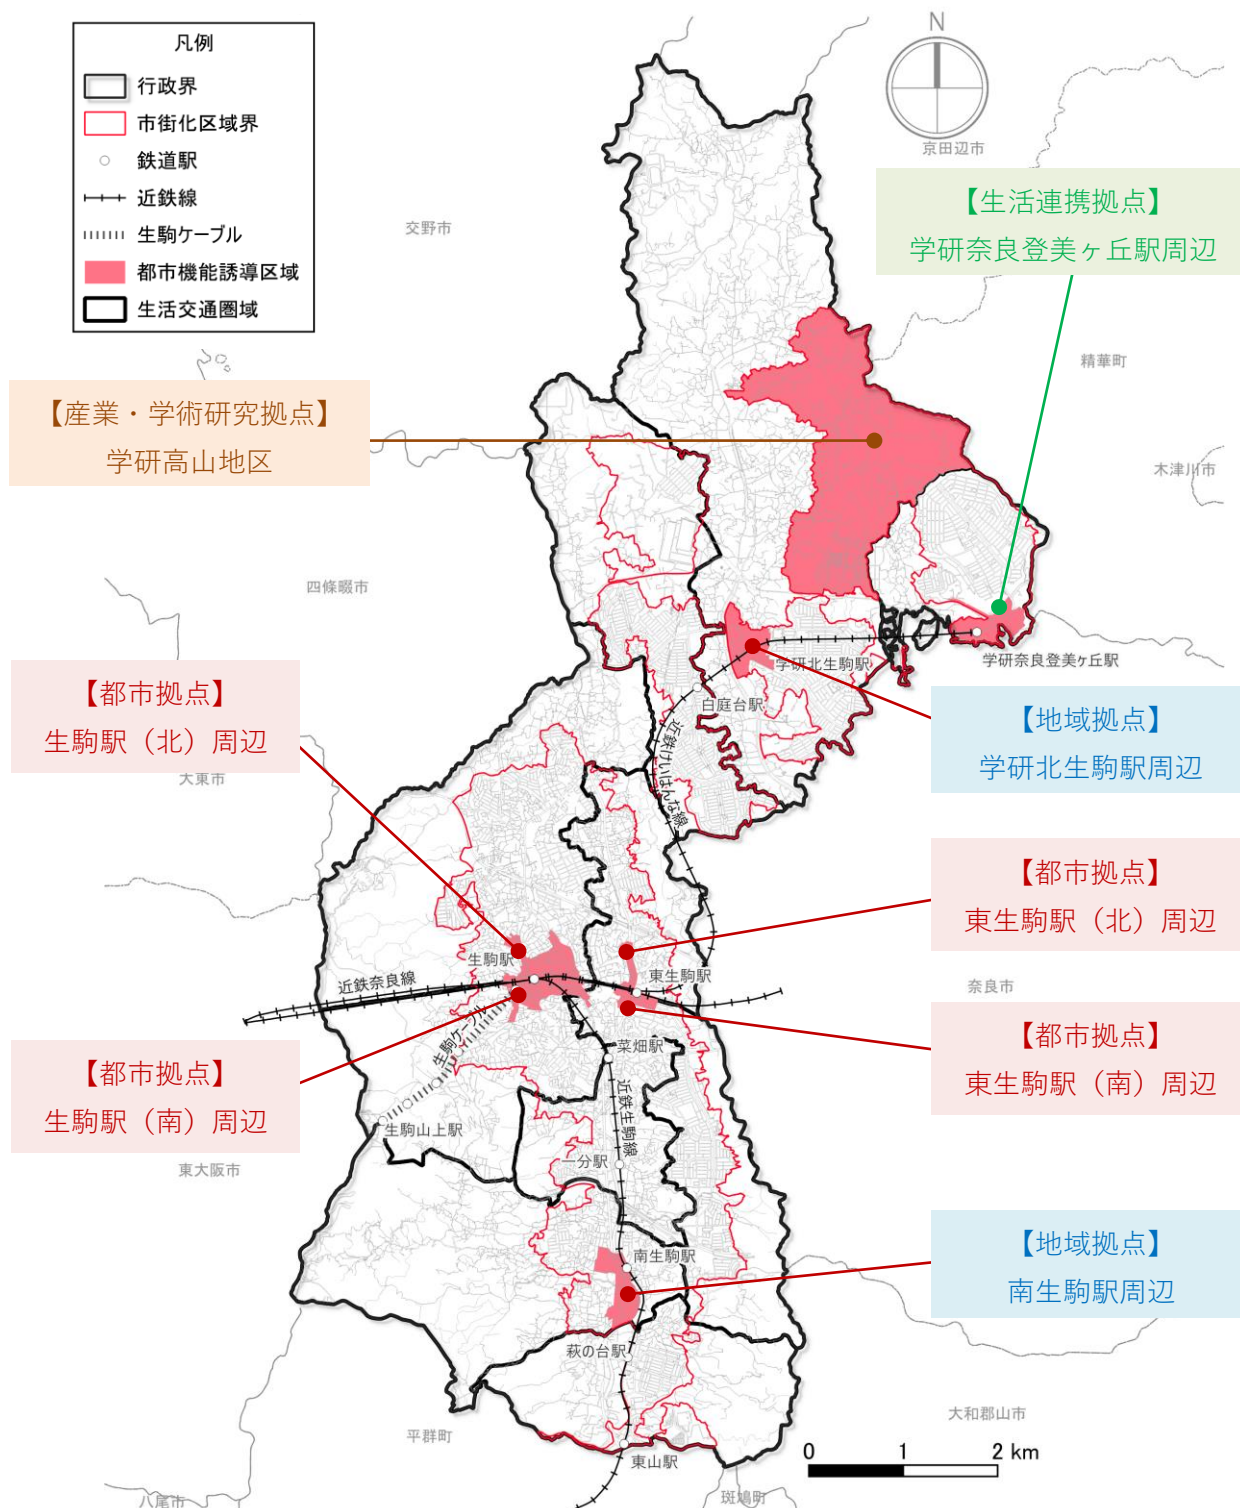 凡例
行政界
市街化区域界
鉄道駅
近鉄線
生駒ケーブル
都市機能誘導区域
生活交通圏域
N
京田辺市
【生活連携拠点】
学研奈良登美ヶ丘駅周辺
交野市
精華町
【産業・学術研究拠点】
学研高山地区
木津川市
四條畷市
学研奈良登美ヶ丘駅
学研北生駒駅
白庭台駅
【都市拠点】
生駒駅（北）周辺
【地域拠点】
学研北生駒駅周辺
大東市
近鉄けいはんな線
【都市拠点】
東生駒駅（北）周辺
生駒駅
東生駒駅
近鉄奈良線
奈良市
生駒ケーブル
菜畑駅
【都市拠点】
東生駒駅（南）周辺
【都市拠点】
生駒駅（南）周辺
近鉄生駒線
生駒山上駅
一分駅
東大阪市
南生駒駅
【地域拠点】
南生駒駅周辺
萩の台駅
大和郡山市
平群町
東山駅
0 1 2 km
八尾市
斑鳩町